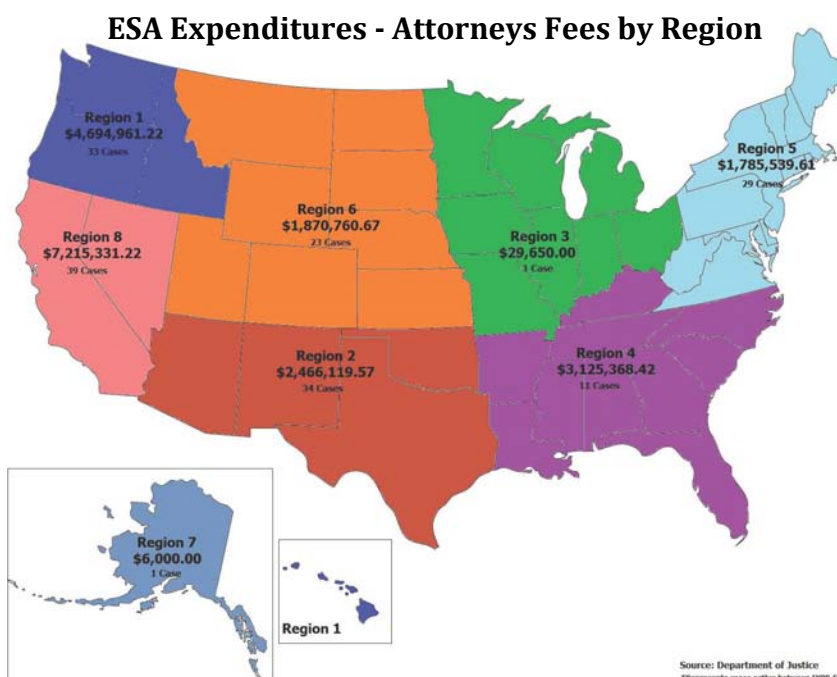 ESA Expenditures - Attorneys Fees by Region
Region 1
$4,694,961.22
33 Cases
Region 5
$1,785,539.61
29 Cases
Region 6
$1,870,760.67
23 Cases
Region 8
$7,215,331.22
39 Cases
Region 3
$29,650.00
1 Case
Region 2
$2,466,119.57
34 Cases
Region 4
$3,125,368.42
11 Cases
Region 7
$6,000.00
1 Case
Region 1
Source: Department of Justice